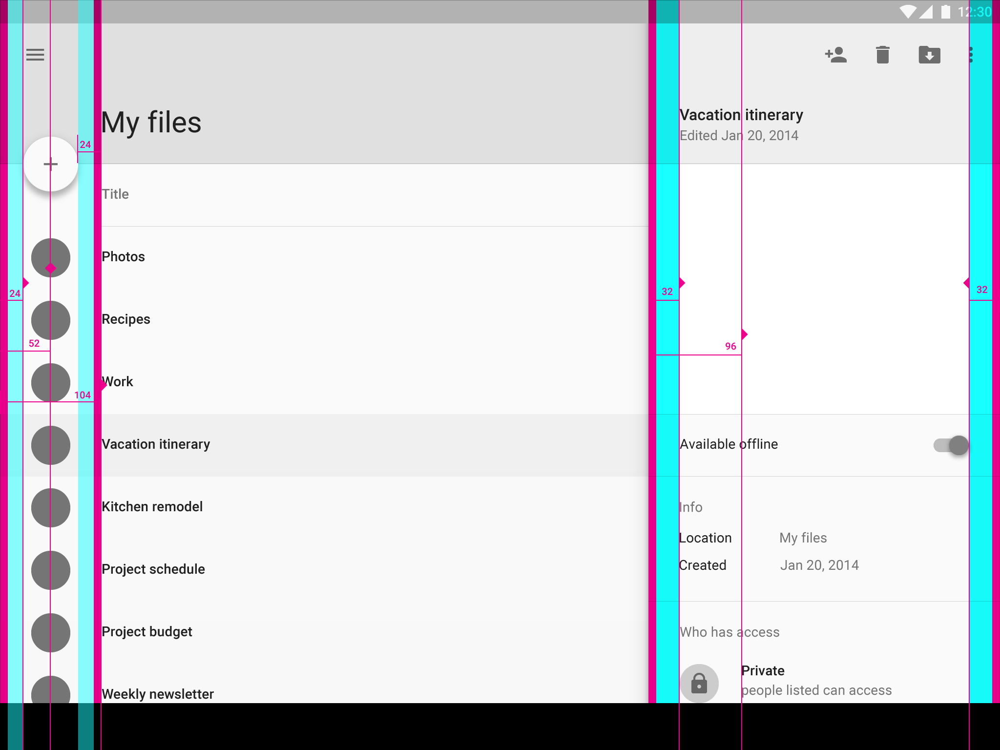 12:30
My files
Vacation itinerary
Edited Jan 20, 2014
24
Title
Photos
24
32
32
Recipes
52
96
Work
104
Vacation itinerary
Available offline
Kitchen remodel
Info
Location My files
Created Jan 20, 2014
Project schedule
Project budget
Who has access
Private
people listed can access
Weekly newsletter